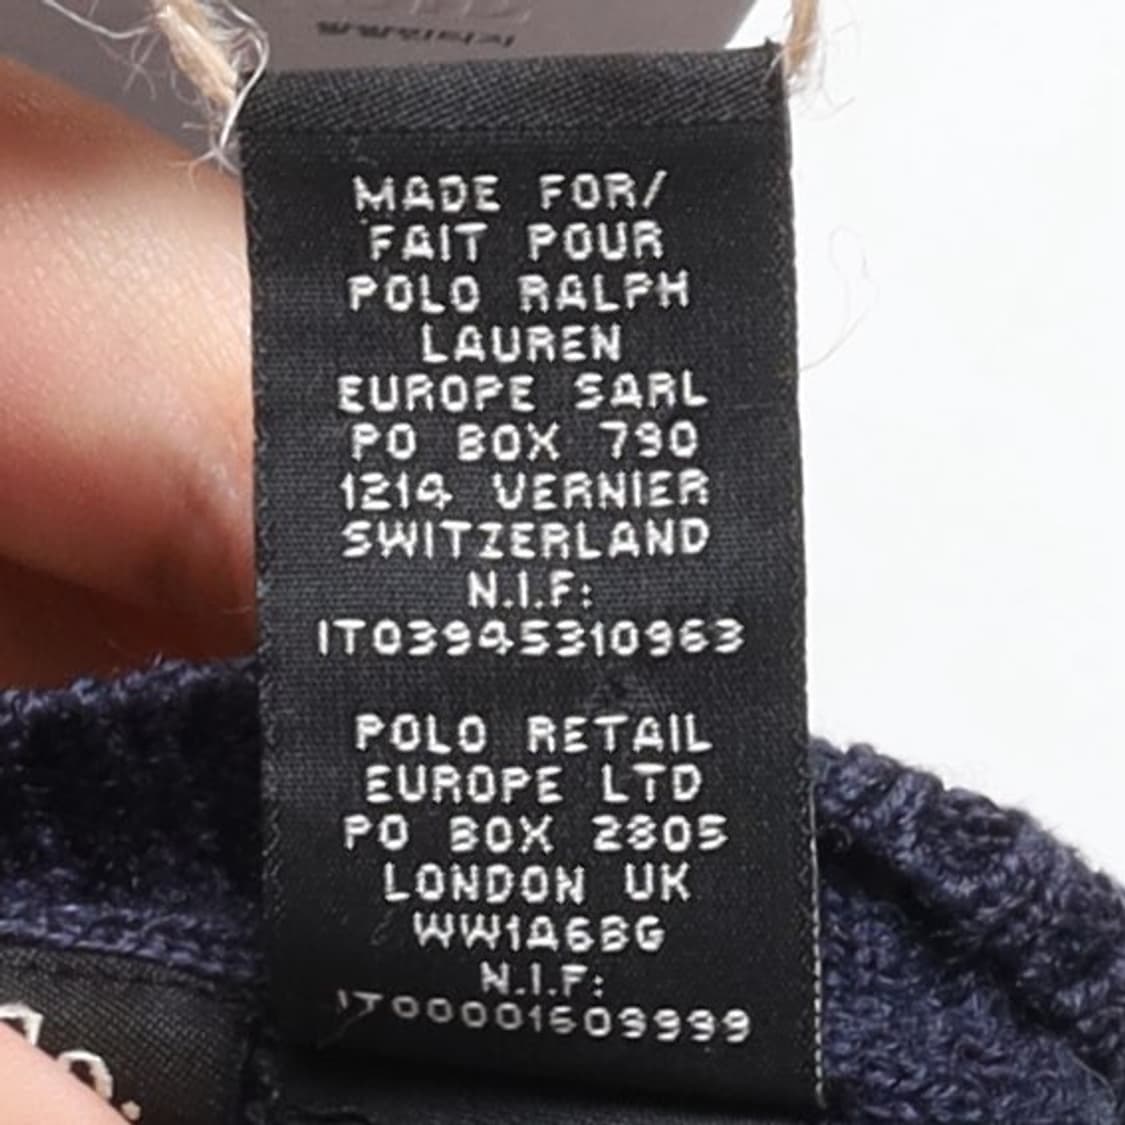 MADE FOR/
FAIT POUR
POLO RALPH
LAUREN
EUROPE SARL
PO BOX 790
1214 VERNIER
SWITZERLAND
N.I.F:
IT03945310963
POLO RETAIL
EUROPE LTD
PO BOX 2805
LONDON UK
WW1A6BG
N.I.F:
IT00001609999